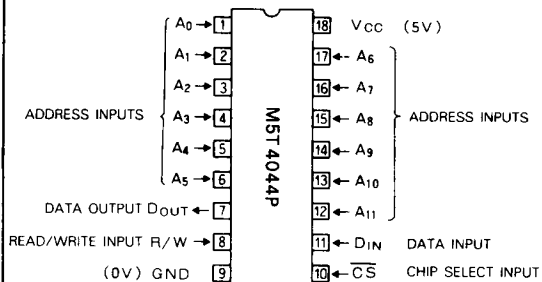 A0 1 18 VCC (5V)
A1 2 17 A6
A2 3 16 A7
ADDRESS INPUTS A3 4 M5T4044P 15 A8 ADDRESS INPUTS
A4 5 14 A9
A5 6 13 A10
DATA OUTPUT DOUT 7 12 A11
READ/WRITE INPUT R/W 8 11 DIN DATA INPUT
(0V) GND 9 10 C̅S̅ CHIP SELECT INPUT